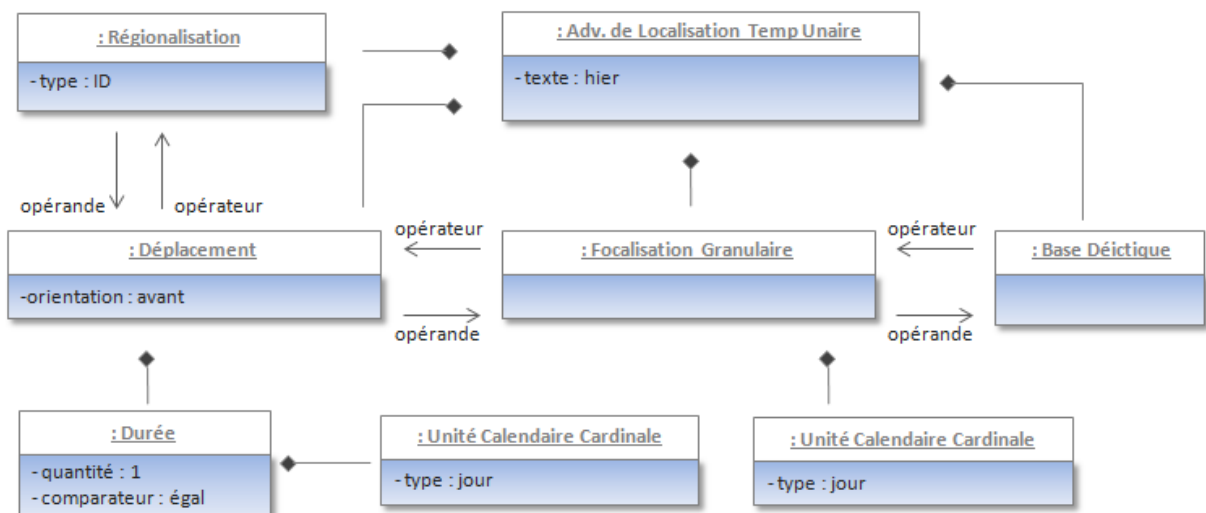 : Régionalisation
- type : ID
: Adv. de Localisation Temp Unaire
- texte : hier
opérande
opérateur
: Déplacement
-orientation : avant
opérateur
opérande
: Focalisation Granulaire
opérateur
opérande
: Base Déictique
: Durée
- quantité : 1
- comparateur : égal
: Unité Calendaire Cardinale
- type : jour
: Unité Calendaire Cardinale
- type : jour